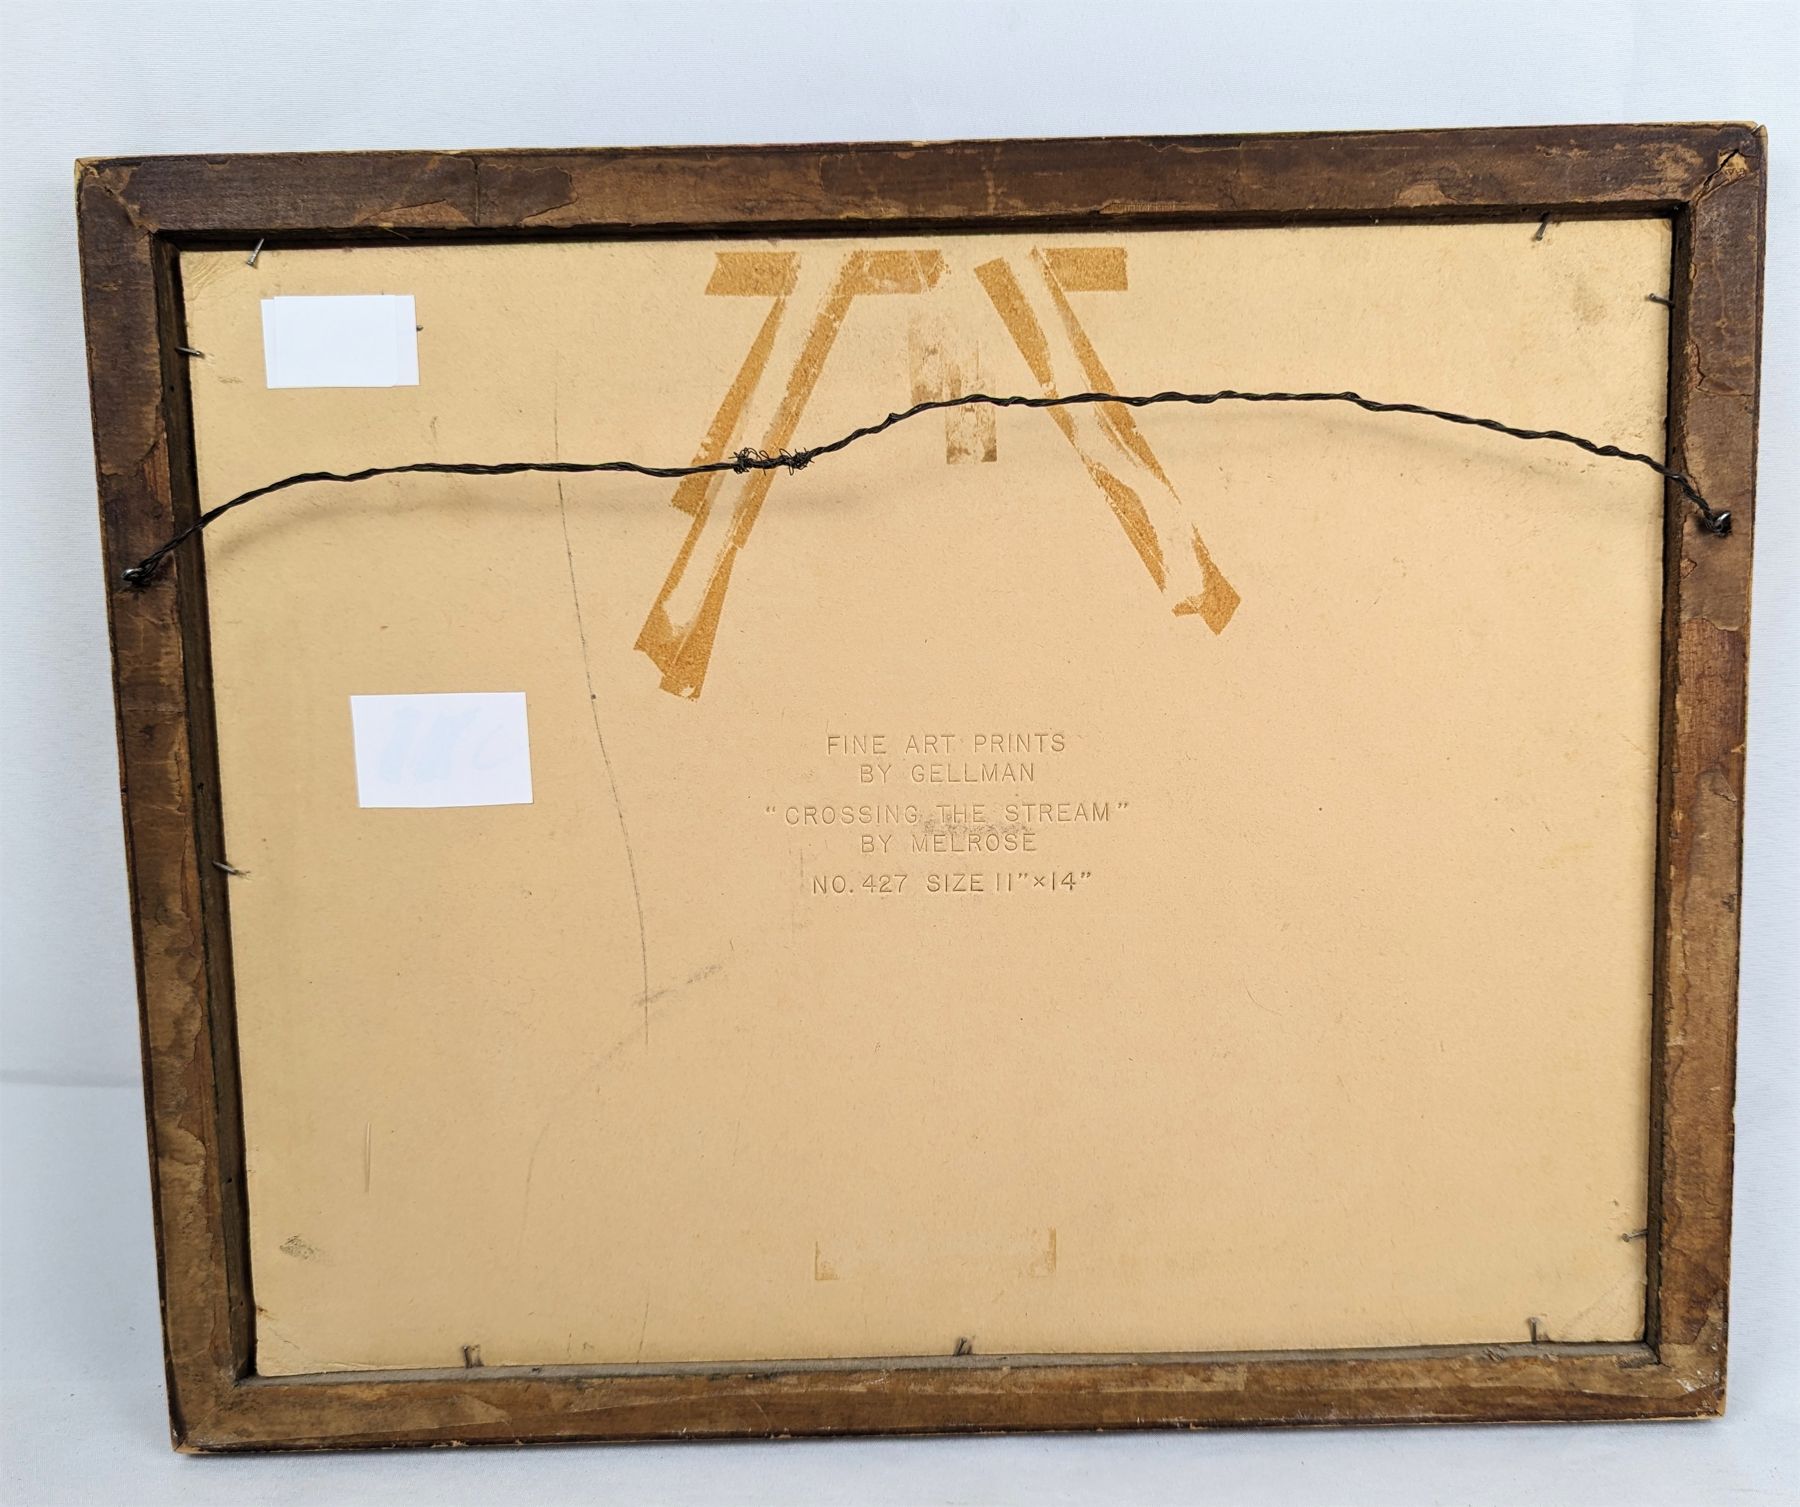 FINE ART PRINTS
BY GELLMAN
"CROSSING THE STREAM"
BY MELROSE
NO. 427 SIZE 11"×14"